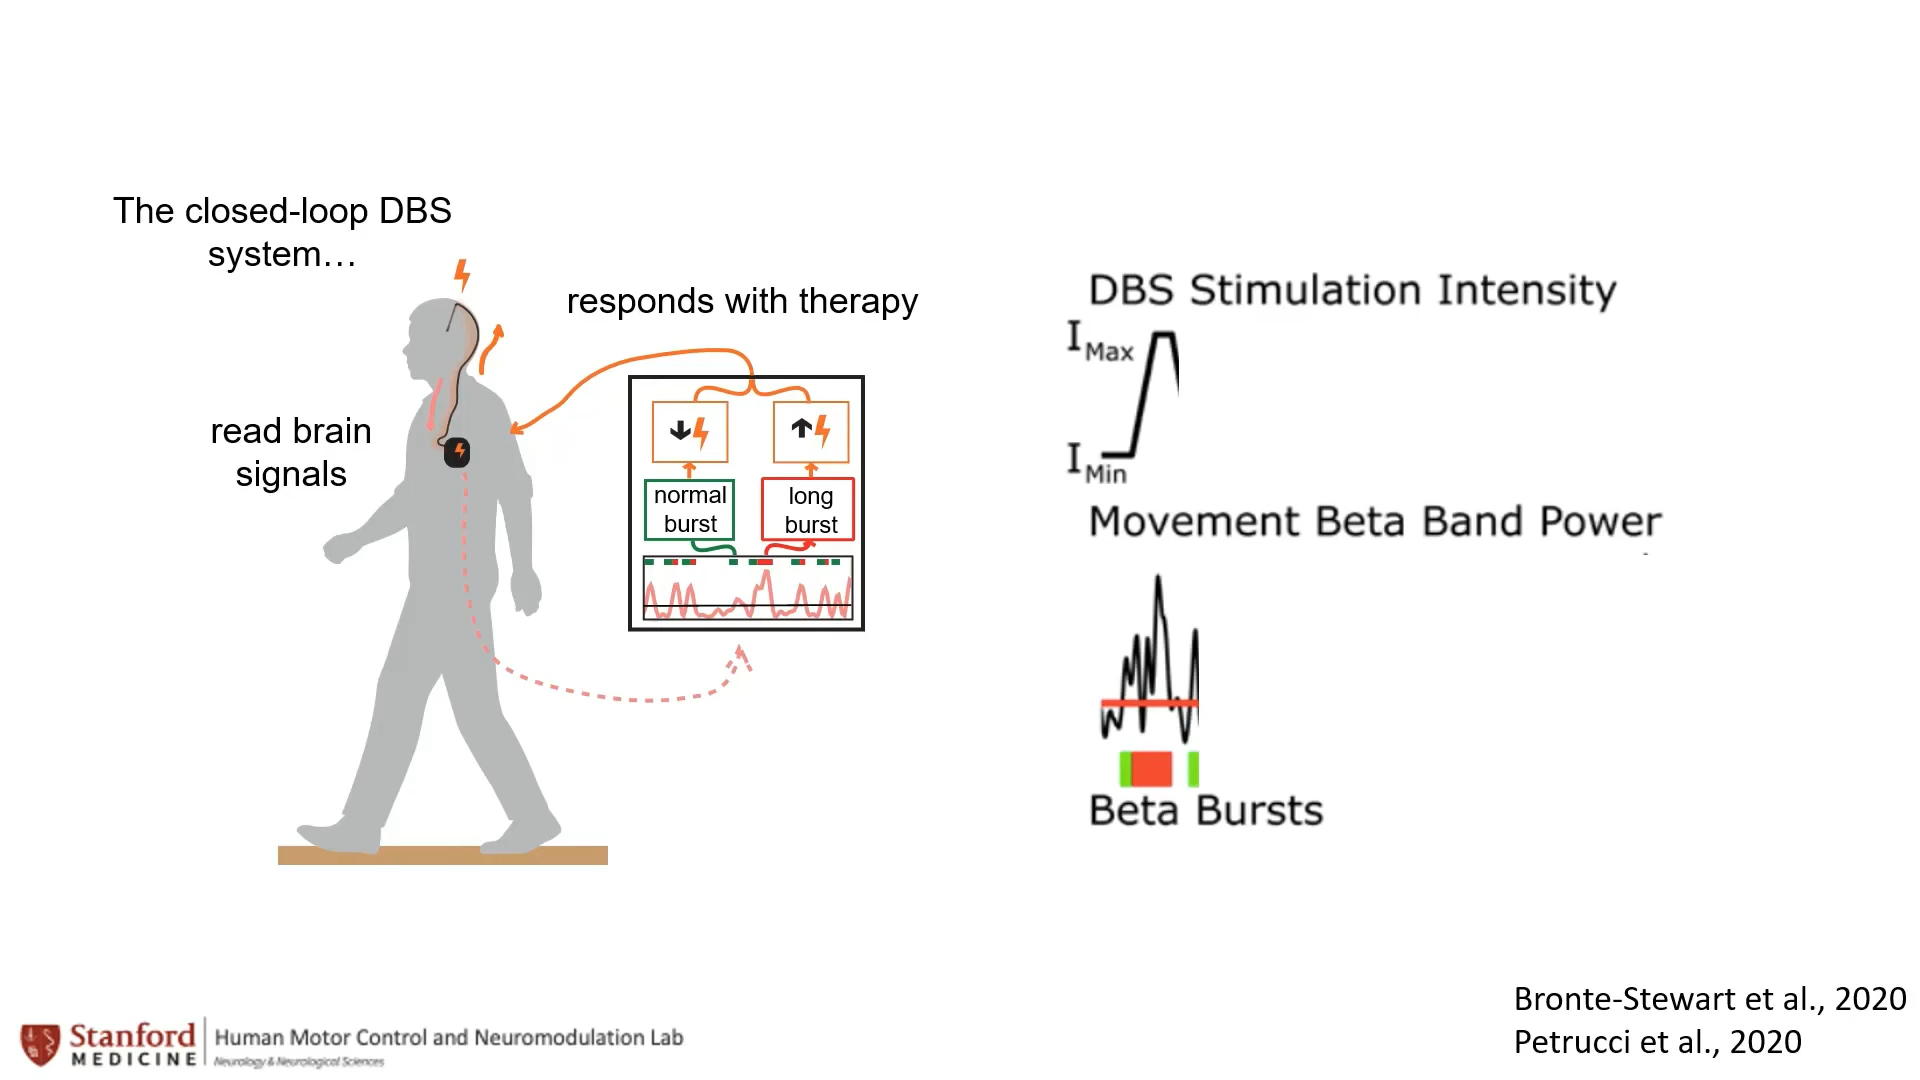 The closed-loop DBS
system…
responds with therapy
read brain
signals
normal
burst
long
burst
DBS Stimulation Intensity
I Max
I Min
Movement Beta Band Power
Beta Bursts
Bronte-Stewart et al., 2020
Petrucci et al., 2020
Stanford
MEDICINE
Human Motor Control and Neuromodulation Lab
Neurology & Neurological Sciences